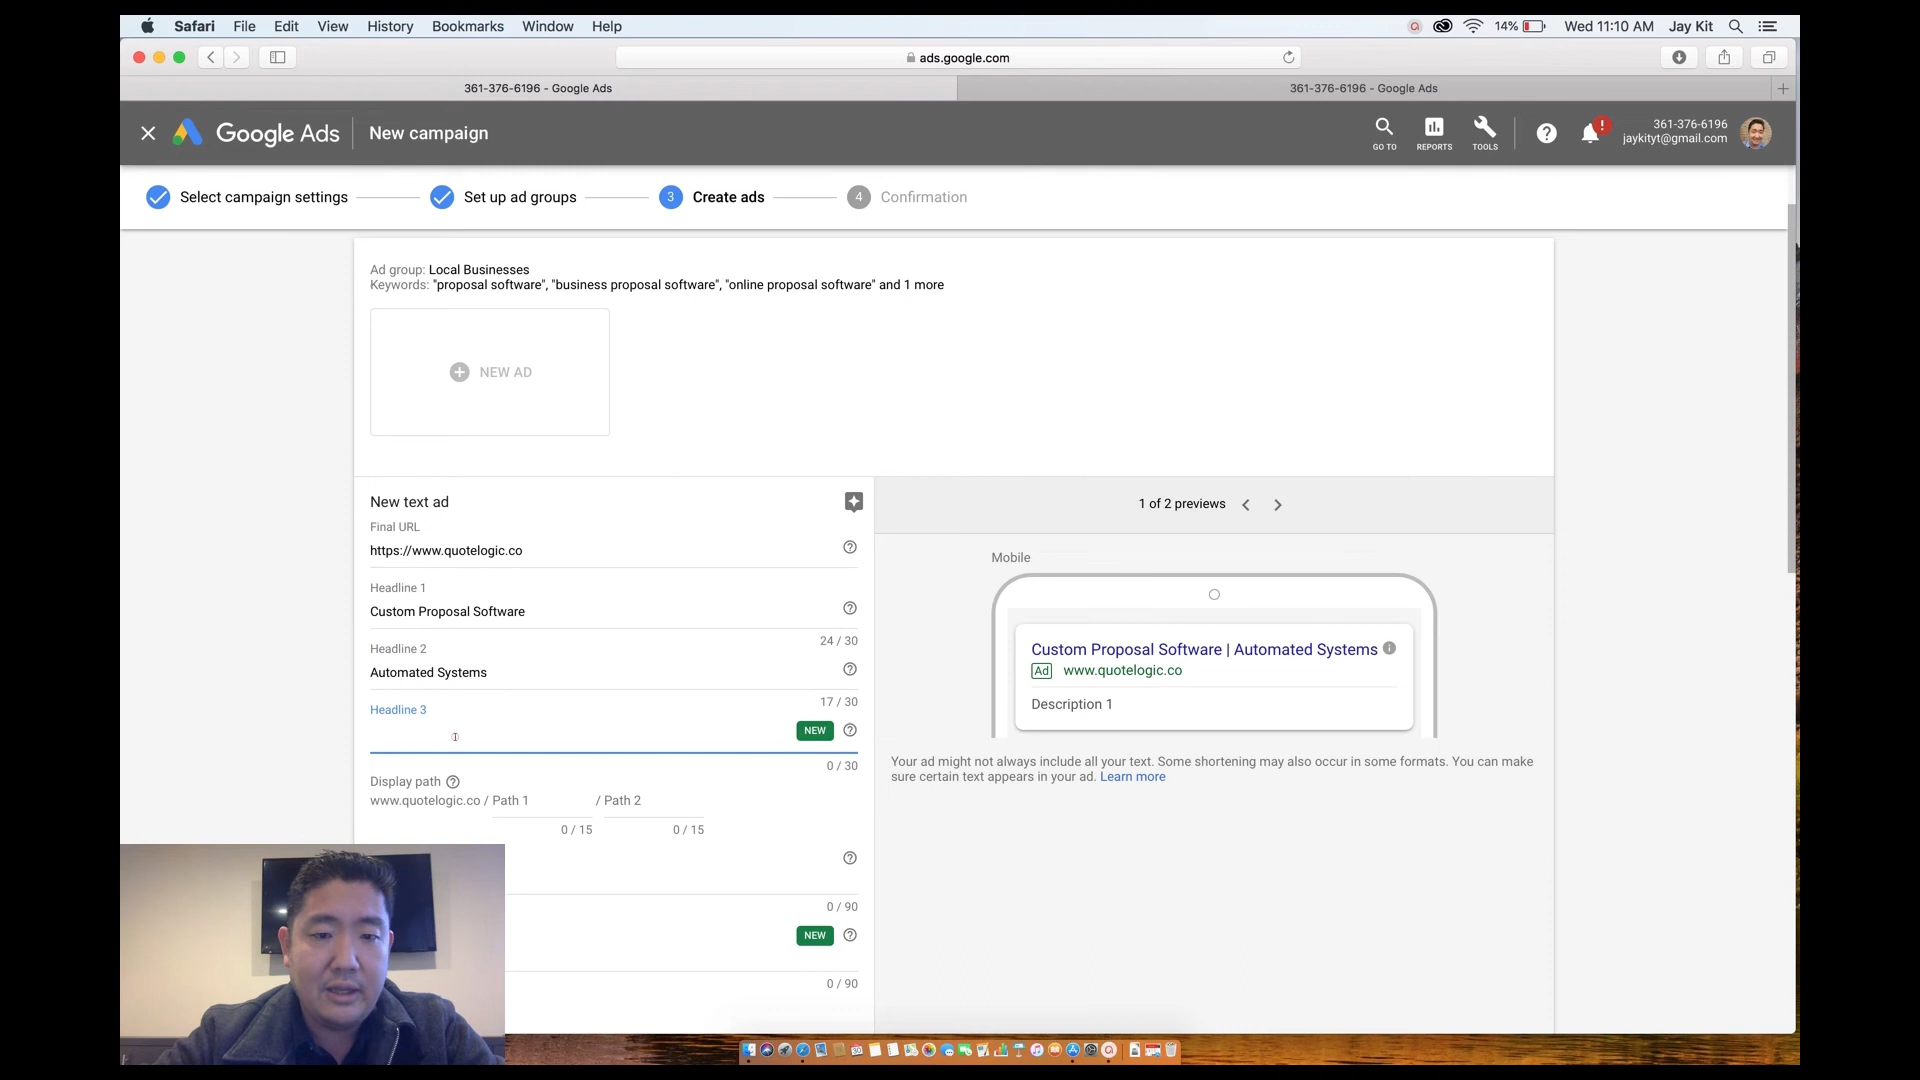 Safari File Edit View History Bookmarks Window Help 14% Wed 11:10 AM Jay Kit
ads.google.com
361-376-6196 - Google Ads 361-376-6196 - Google Ads
Google Ads New campaign GO TO REPORTS TOOLS ? ! 361-376-6196
jaykityt@gmail.com
Select campaign settings Set up ad groups 3 Create ads 4 Confirmation
Ad group: Local Businesses
Keywords: "proposal software", "business proposal software", "online proposal software" and 1 more
NEW AD
New text ad
Final URL
https://www.quotelogic.co
Headline 1
Custom Proposal Software
24 / 30
Headline 2
Automated Systems
17 / 30
Headline 3
NEW
0 / 30
Display path
www.quotelogic.co / Path 1 / Path 2
0 / 15 0 / 15
0 / 90
NEW
0 / 90
1 of 2 previews
Mobile
Custom Proposal Software | Automated Systems
Ad www.quotelogic.co
Description 1
Your ad might not always include all your text. Some shortening may also occur in some formats. You can make
sure certain text appears in your ad. Learn more